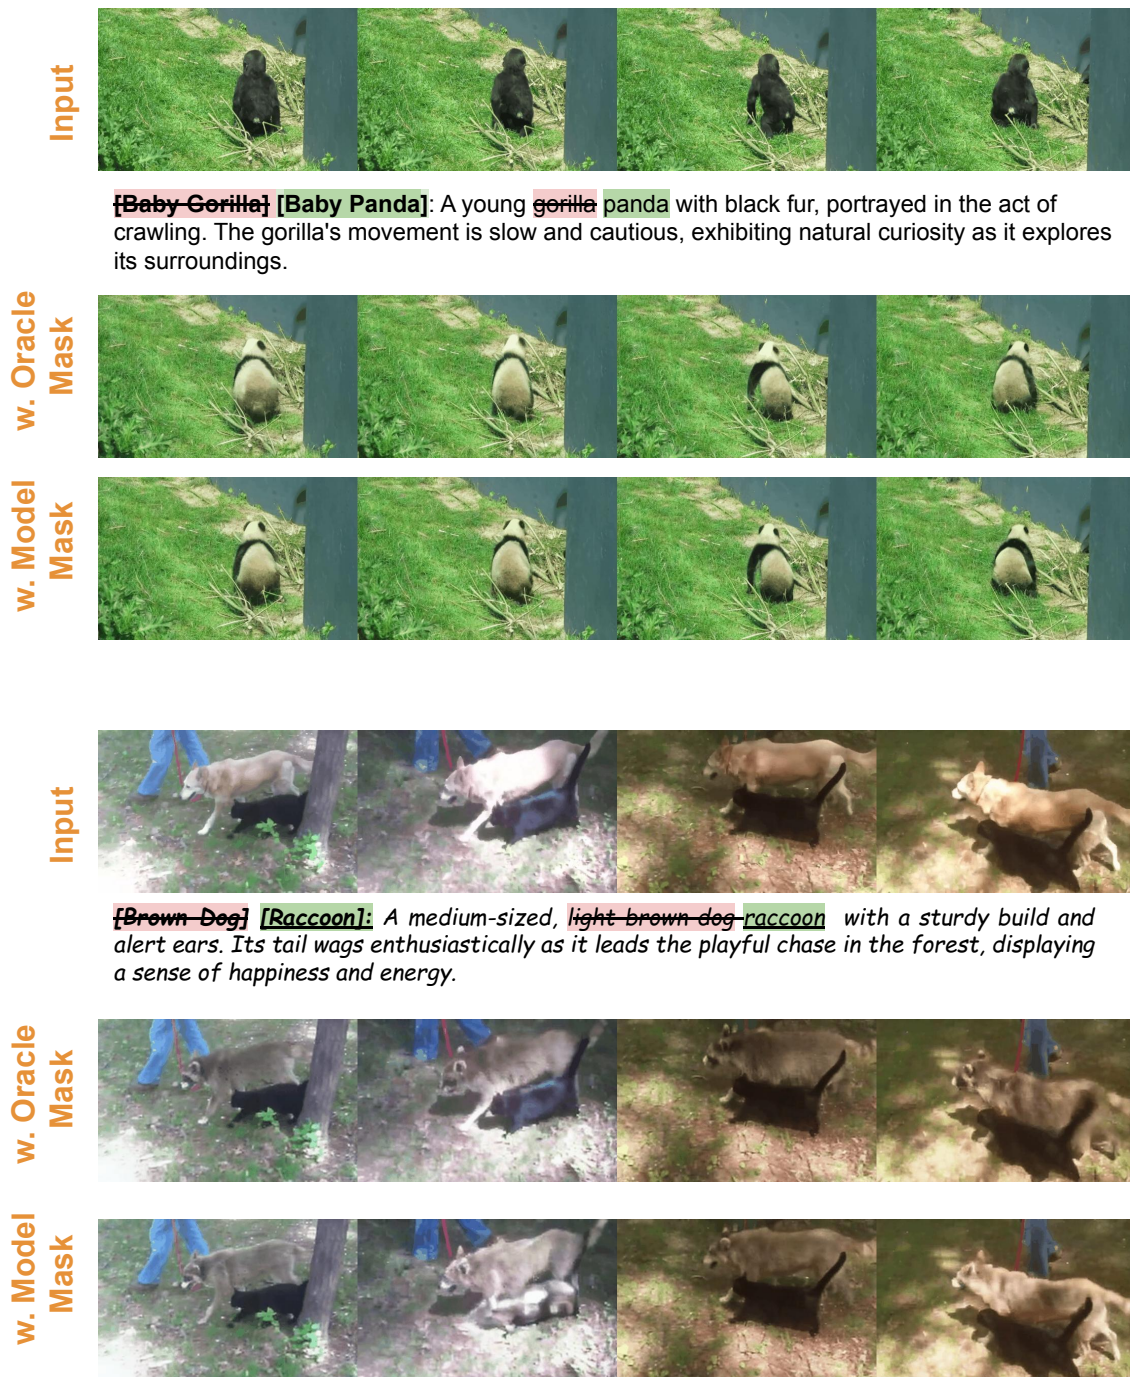 Input
[Baby Gorilla] [Baby Panda]: A young gorilla panda with black fur, portrayed in the act of
crawling. The gorilla's movement is slow and cautious, exhibiting natural curiosity as it explores
its surroundings.
w. Oracle
Mask
w. Model
Mask
Input
[Brown Dog] [Raccoon]: A medium-sized, light brown dog raccoon with a sturdy build and
alert ears. Its tail wags enthusiastically as it leads the playful chase in the forest, displaying
a sense of happiness and energy.
w. Oracle
Mask
w. Model
Mask